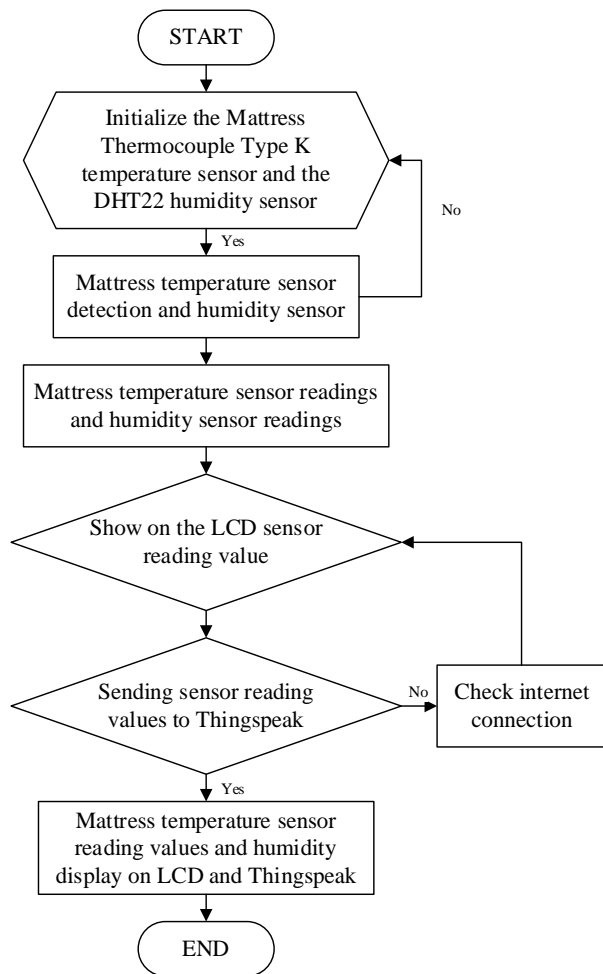 START
Initialize the Mattress
Thermocouple Type K
temperature sensor and the
DHT22 humidity sensor
No
Yes
Mattress temperature sensor
detection and humidity sensor
Mattress temperature sensor readings
and humidity sensor readings
Show on the LCD sensor
reading value
Sending sensor reading
values to Thingspeak
No
Check internet
connection
Yes
Mattress temperature sensor
reading values and humidity
display on LCD and Thingspeak
END